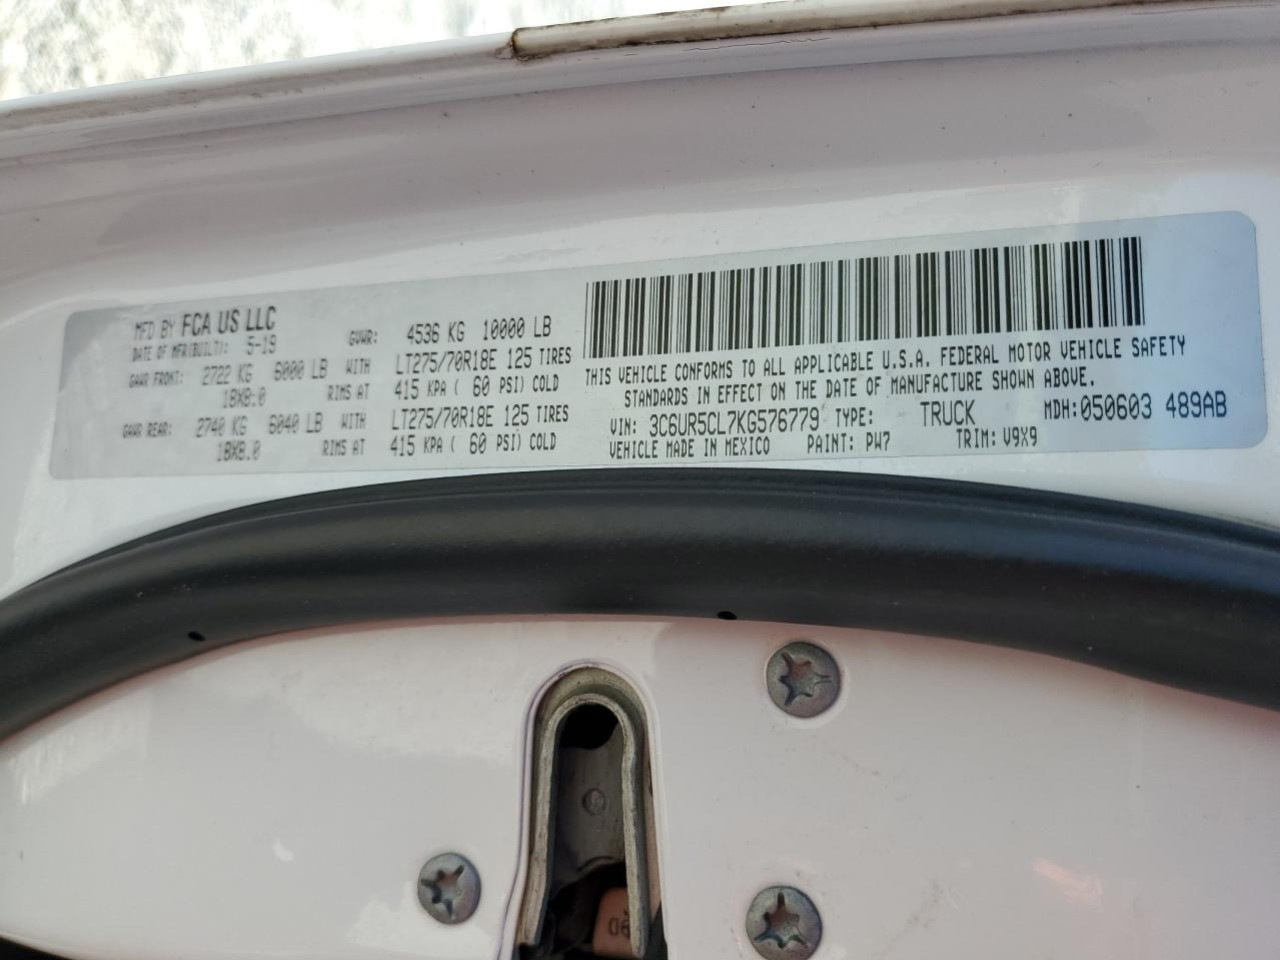 MFD BY FCA US LLC
DATE OF MFR(BUILT): 5-19
GVWR: 4536 KG 10000 LB
GAWR FRONT: 2722 KG 6000 LB WITH LT275/70R18E 125 TIRES
18X8.0 RIMS AT 415 KPA ( 60 PSI) COLD
GAWR REAR: 2740 KG 6040 LB WITH LT275/70R18E 125 TIRES
18X8.0 RIMS AT 415 KPA ( 60 PSI) COLD
THIS VEHICLE CONFORMS TO ALL APPLICABLE U.S.A. FEDERAL MOTOR VEHICLE SAFETY
STANDARDS IN EFFECT ON THE DATE OF MANUFACTURE SHOWN ABOVE.
VIN: 3C6UR5CL7KG576779 TYPE: TRUCK MDH:050603 489AB
VEHICLE MADE IN MEXICO PAINT: PW7 TRIM: V9X9